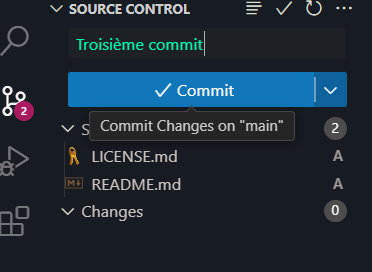 SOURCE CONTROL
Troisième commit
Commit
Commit Changes on "main"
S
2
LICENSE.md
A
README.md
A
Changes
0
2